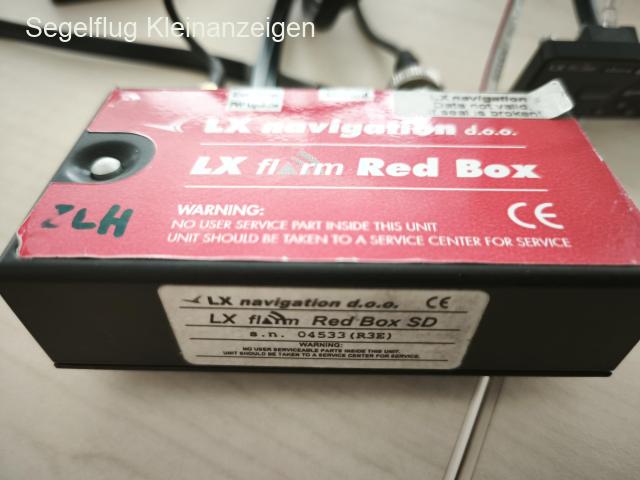 Segelflug Kleinanzeigen
LX navigation
Data not valid
if seal is broken
LX navigation d.o.o.
LX flarm Red Box
WARNING:
NO USER SERVICE PART INSIDE THIS UNIT
UNIT SHOULD BE TAKEN TO A SERVICE CENTER FOR SERVICE
CE
ZLH
LX navigation d.o.o. CE
LX flarm Red Box SD
s.n. 04533(R3E)
WARNING:
NO USER SERVICEABLE PARTS INSIDE THIS UNIT.
UNIT SHOULD BE TAKEN TO A SERVICE CENTER FOR SERVICE.